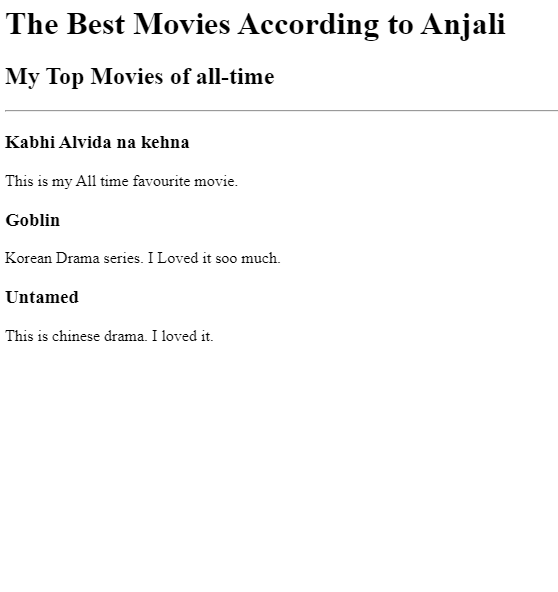 The Best Movies According to Anjali
My Top Movies of all-time
Kabhi Alvida na kehna
This is my All time favourite movie.
Goblin
Korean Drama series. I Loved it soo much.
Untamed
This is chinese drama. I loved it.